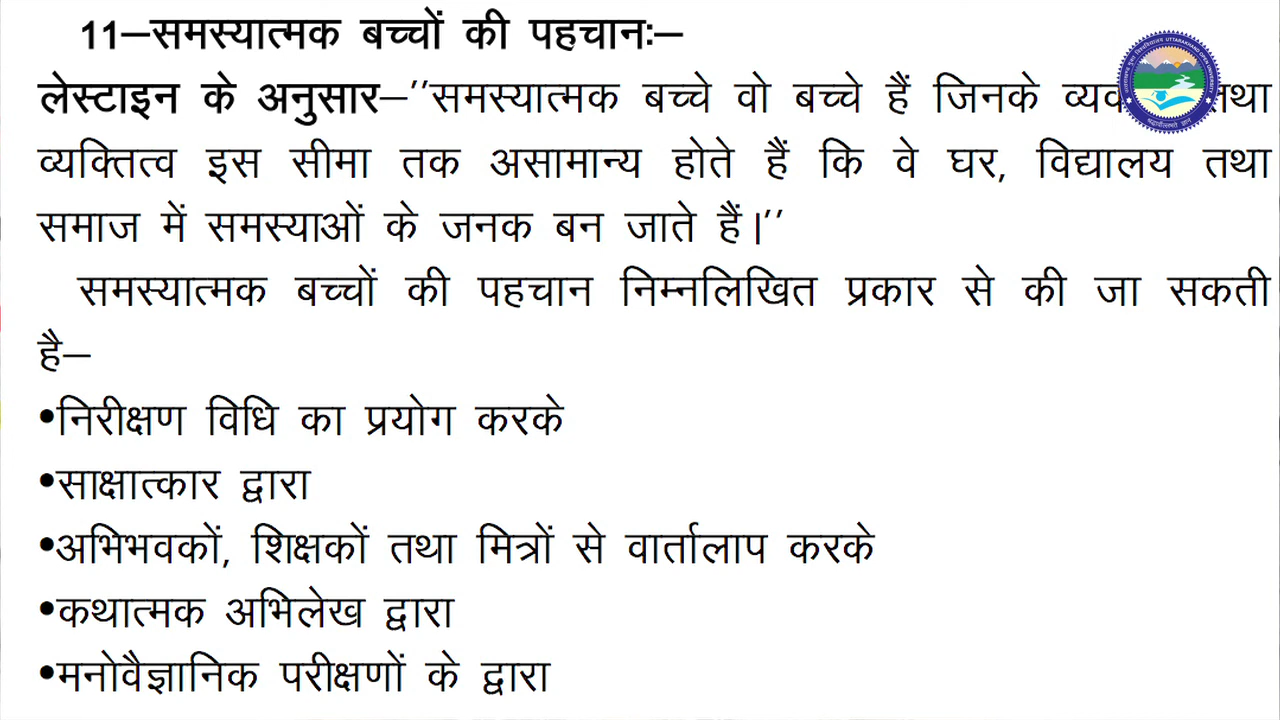 11–समस्यात्मक बच्चों की पहचानः–
लेस्टाइन के अनुसार–’’समस्यात्मक बच्चे वो बच्चे हैं जिनके तथा
व्यक्तित्व इस सीमा तक असामान्य होते हैं कि वे घर, विद्यालय तथा
समाज में समस्याओं के जनक बन जाते हैं।’’
समस्यात्मक बच्चों की पहचान निम्नलिखित प्रकार से की जा सकती
है–
•निरीक्षण विधि का प्रयोग करके
•साक्षात्कार द्वारा
•अभिभवकों, शिक्षकों तथा मित्रों से वार्तालाप करके
•कथात्मक अभिलेख द्वारा
•मनोवैज्ञानिक परीक्षणों के द्वारा